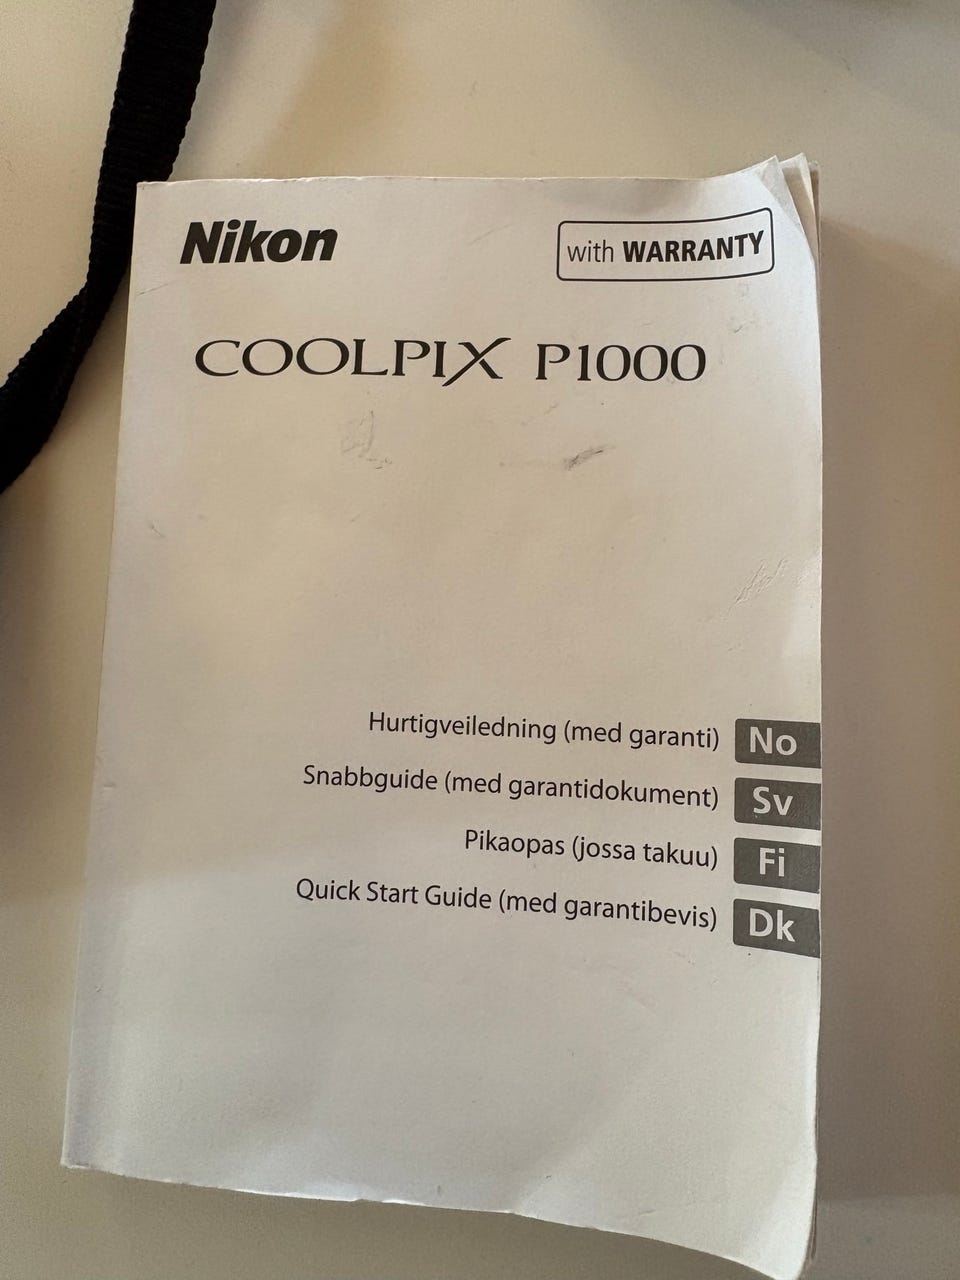 Nikon
with WARRANTY
COOLPIX P1000
Hurtigveiledning (med garanti) No
Snabbguide (med garantidokument) Sv
Pikaopas (jossa takuu) Fi
Quick Start Guide (med garantibevis) Dk